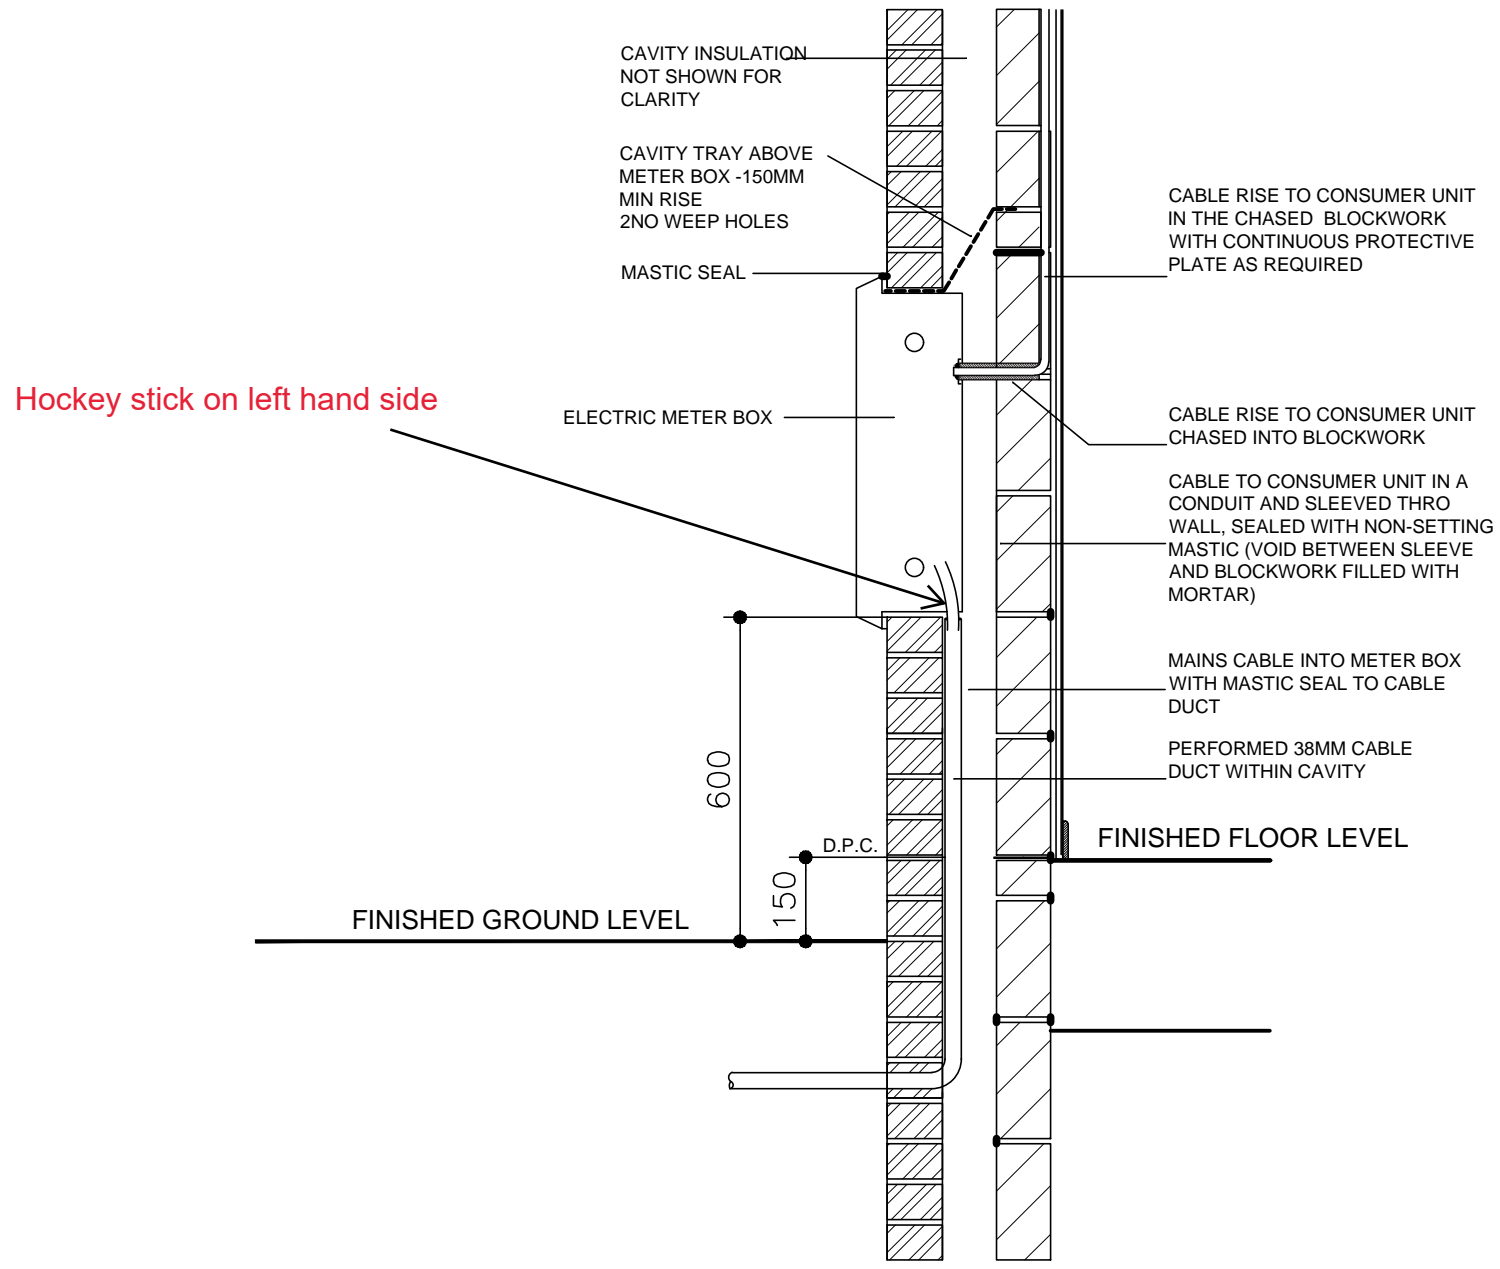 CAVITY INSULATION
NOT SHOWN FOR
CLARITY
CAVITY TRAY ABOVE
METER BOX -150MM
MIN RISE
2NO WEEP HOLES
MASTIC SEAL
Hockey stick on left hand side
ELECTRIC METER BOX
CABLE RISE TO CONSUMER UNIT
IN THE CHASED BLOCKWORK
WITH CONTINUOUS PROTECTIVE
PLATE AS REQUIRED
CABLE RISE TO CONSUMER UNIT
CHASED INTO BLOCKWORK
CABLE TO CONSUMER UNIT IN A
CONDUIT AND SLEEVED THRO
WALL, SEALED WITH NON-SETTING
MASTIC (VOID BETWEEN SLEEVE
AND BLOCKWORK FILLED WITH
MORTAR)
MAINS CABLE INTO METER BOX
WITH MASTIC SEAL TO CABLE
DUCT
PERFORMED 38MM CABLE
DUCT WITHIN CAVITY
600
D.P.C.
150
FINISHED FLOOR LEVEL
FINISHED GROUND LEVEL